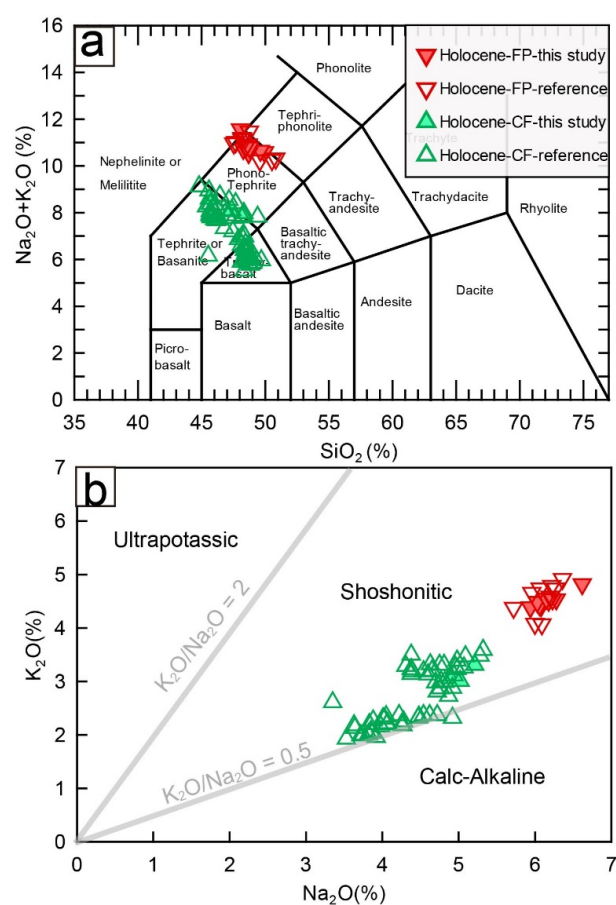 a
16
14
12
10
8
6
4
2
0
Na₂O+K₂O (%)
35
45
50
55
60
65
70
75
SiO₂ (%)
Holocene-FP-this study
Holocene-FP-reference
Holocene-CF-this study
Holocene-CF-reference
Phonolite
Tephri-
phonolite
Trachyte
Nephelinite or
Melilitite
Phono-
Tephrite
Trachy-
andesite
Trachydacite
Rhyolite
Tephrite or
Basanite
basalt
Basaltic
trachy-
andesite
Picro-
basalt
Basalt
Basaltic
andesite
Andesite
Dacite
b
7
6
5
4
3
2
1
0
K₂O(%)
Ultrapotassic
K₂O/Na₂O = 2
Shoshonitic
K₂O/Na₂O = 0.5
Calc-Alkaline
0
1
2
3
4
5
6
7
Na₂O(%)